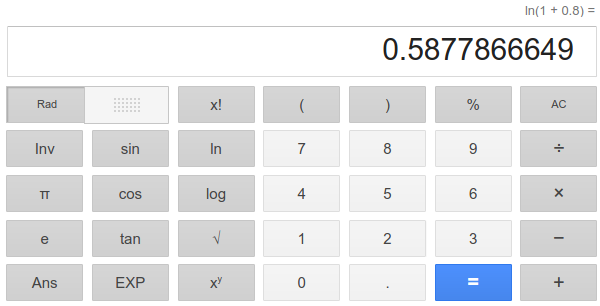 ln(1 + 0.8) =
0.5877866649
Rad x! ( ) % AC
Inv sin ln 7 8 9 ÷
π cos log 4 5 6 ×
e tan √ 1 2 3 −
Ans EXP xʸ 0 . = +